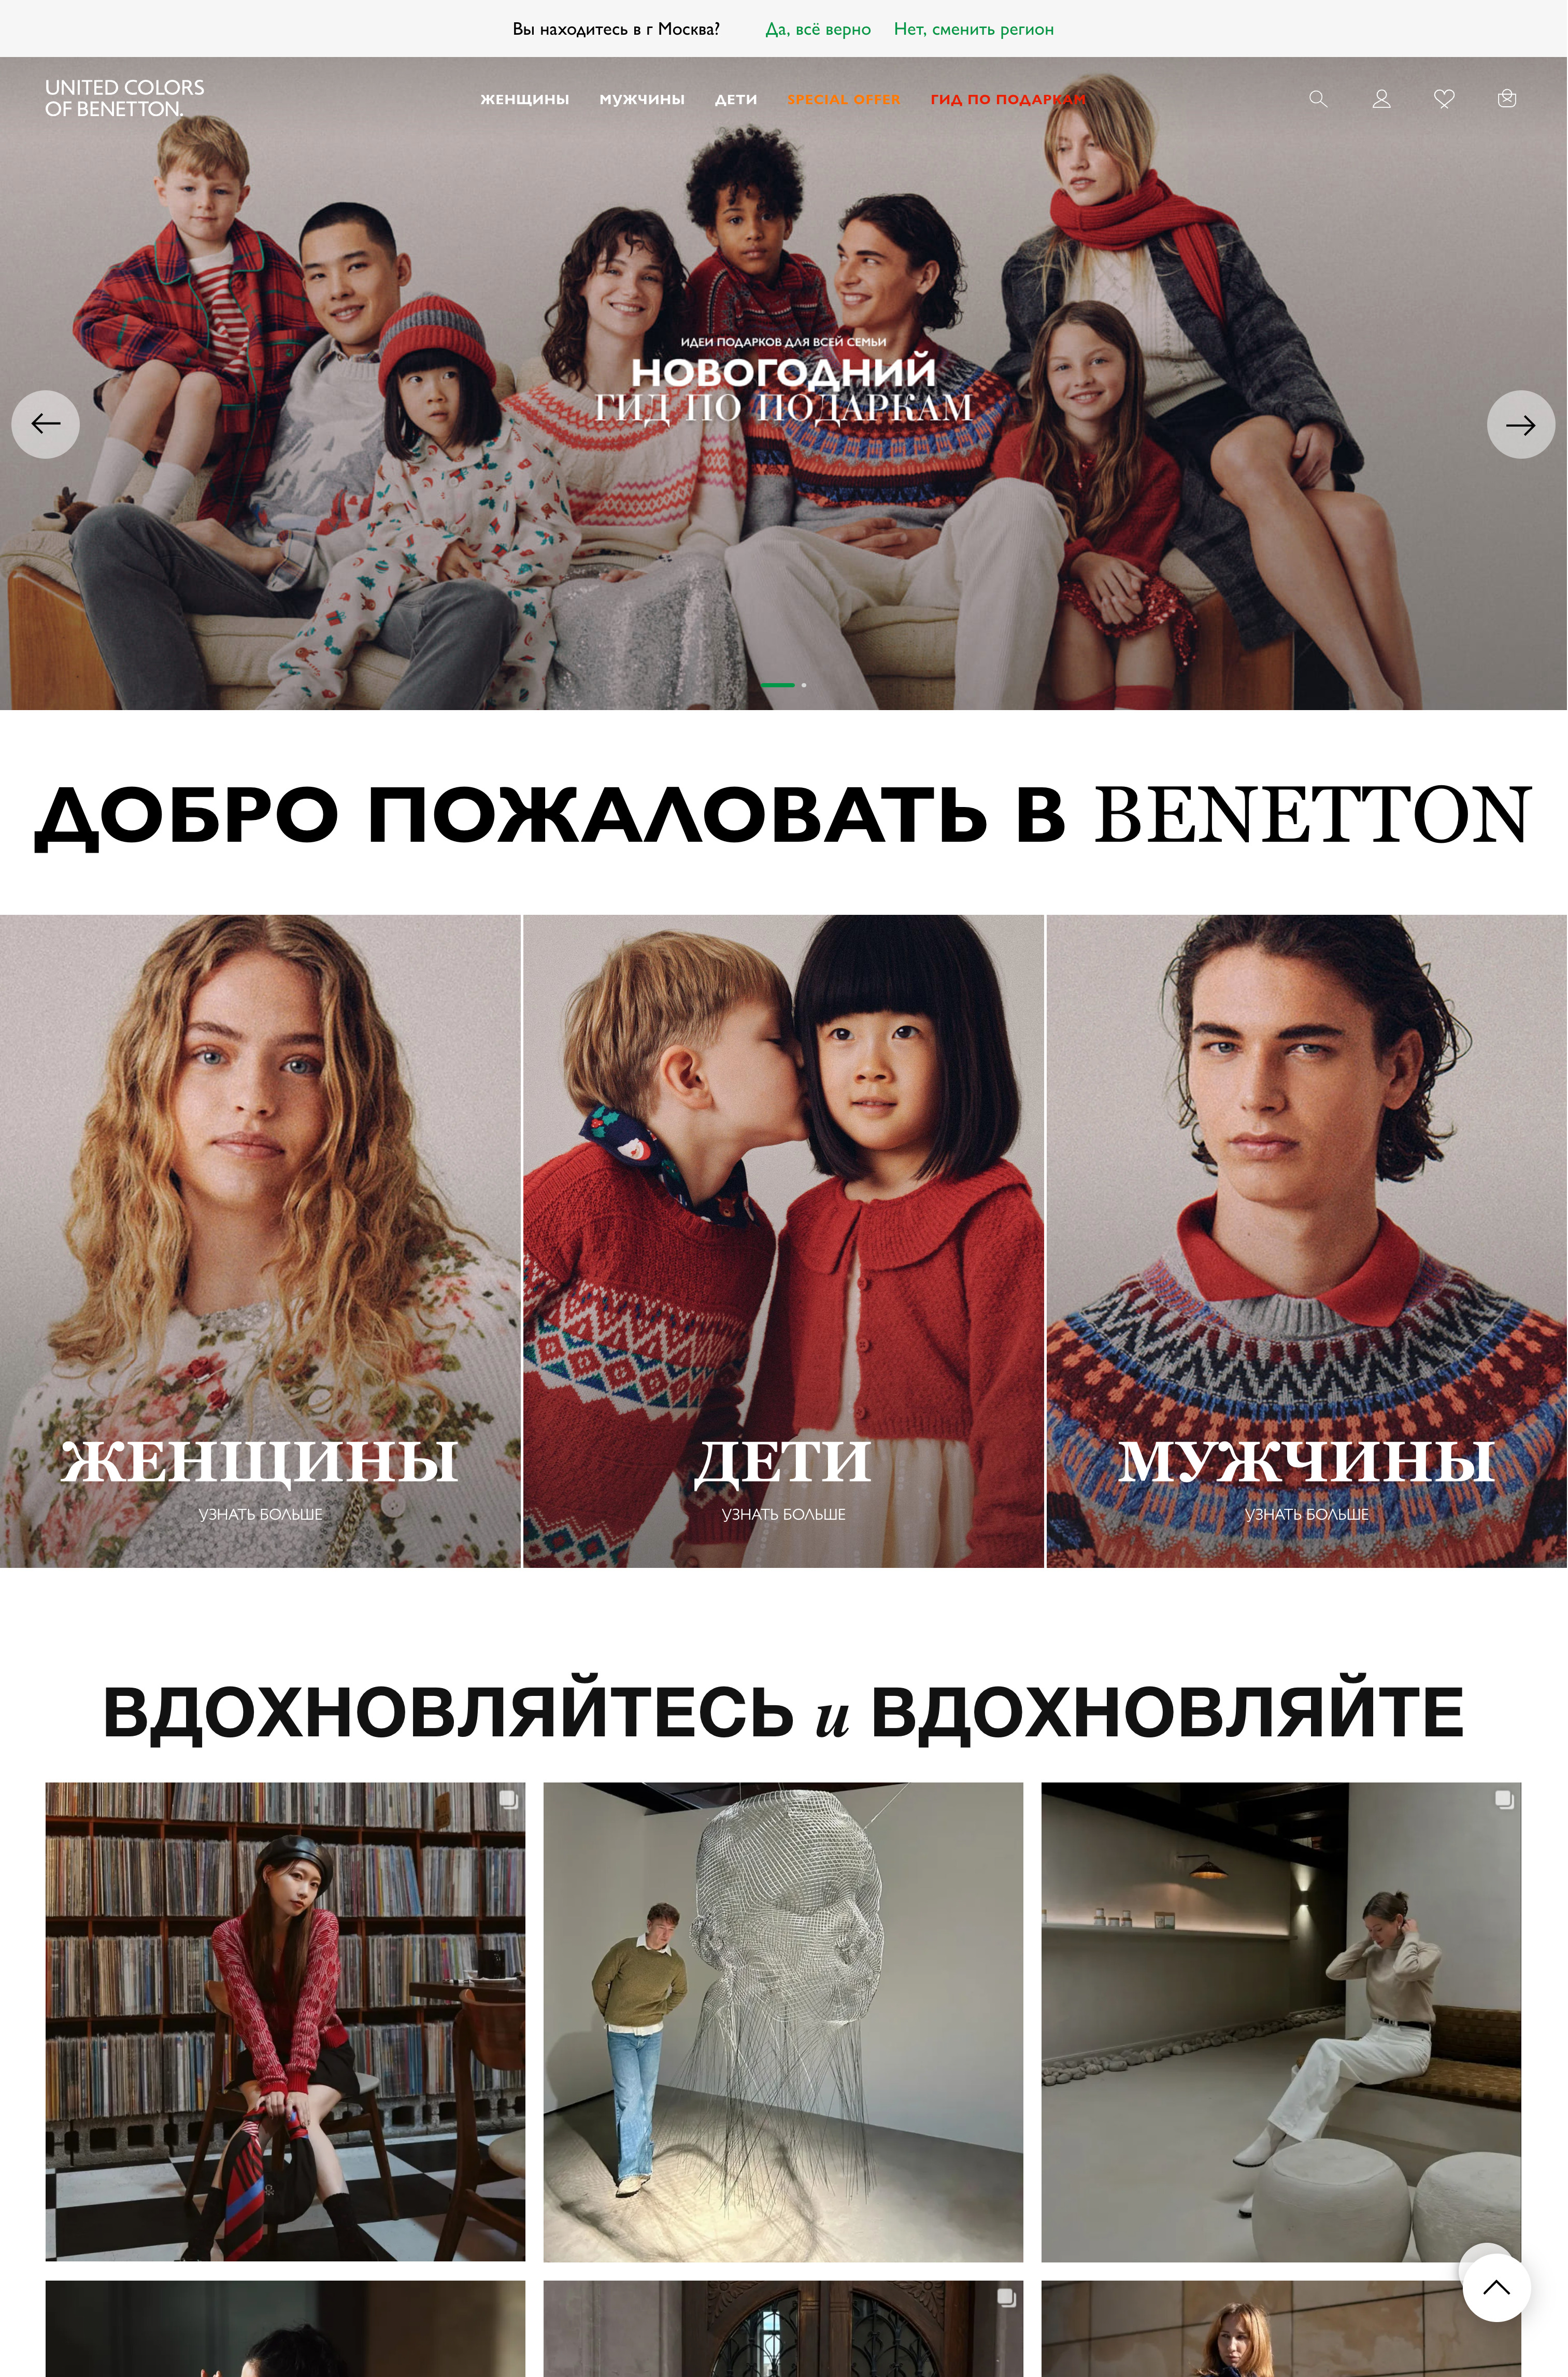 Вы находитесь в г Москва? Да, всё верно Нет, сменить регион
UNITED COLORS
OF BENETTON.
ЖЕНЩИНЫ МУЖЧИНЫ ДЕТИ SPECIAL OFFER ГИД ПО ПОДАРКАМ
ИДЕИ ПОДАРКОВ ДЛЯ ВСЕЙ СЕМЬИ
НОВОГОДНИЙ
ГИД ПО ПОДАРКАМ
ДОБРО ПОЖАЛОВАТЬ В BENETTON
ЖЕНЩИНЫ
УЗНАТЬ БОЛЬШЕ
ДЕТИ
УЗНАТЬ БОЛЬШЕ
МУЖЧИНЫ
УЗНАТЬ БОЛЬШЕ
ВДОХНОВЛЯЙТЕСЬ и ВДОХНОВЛЯЙТЕ